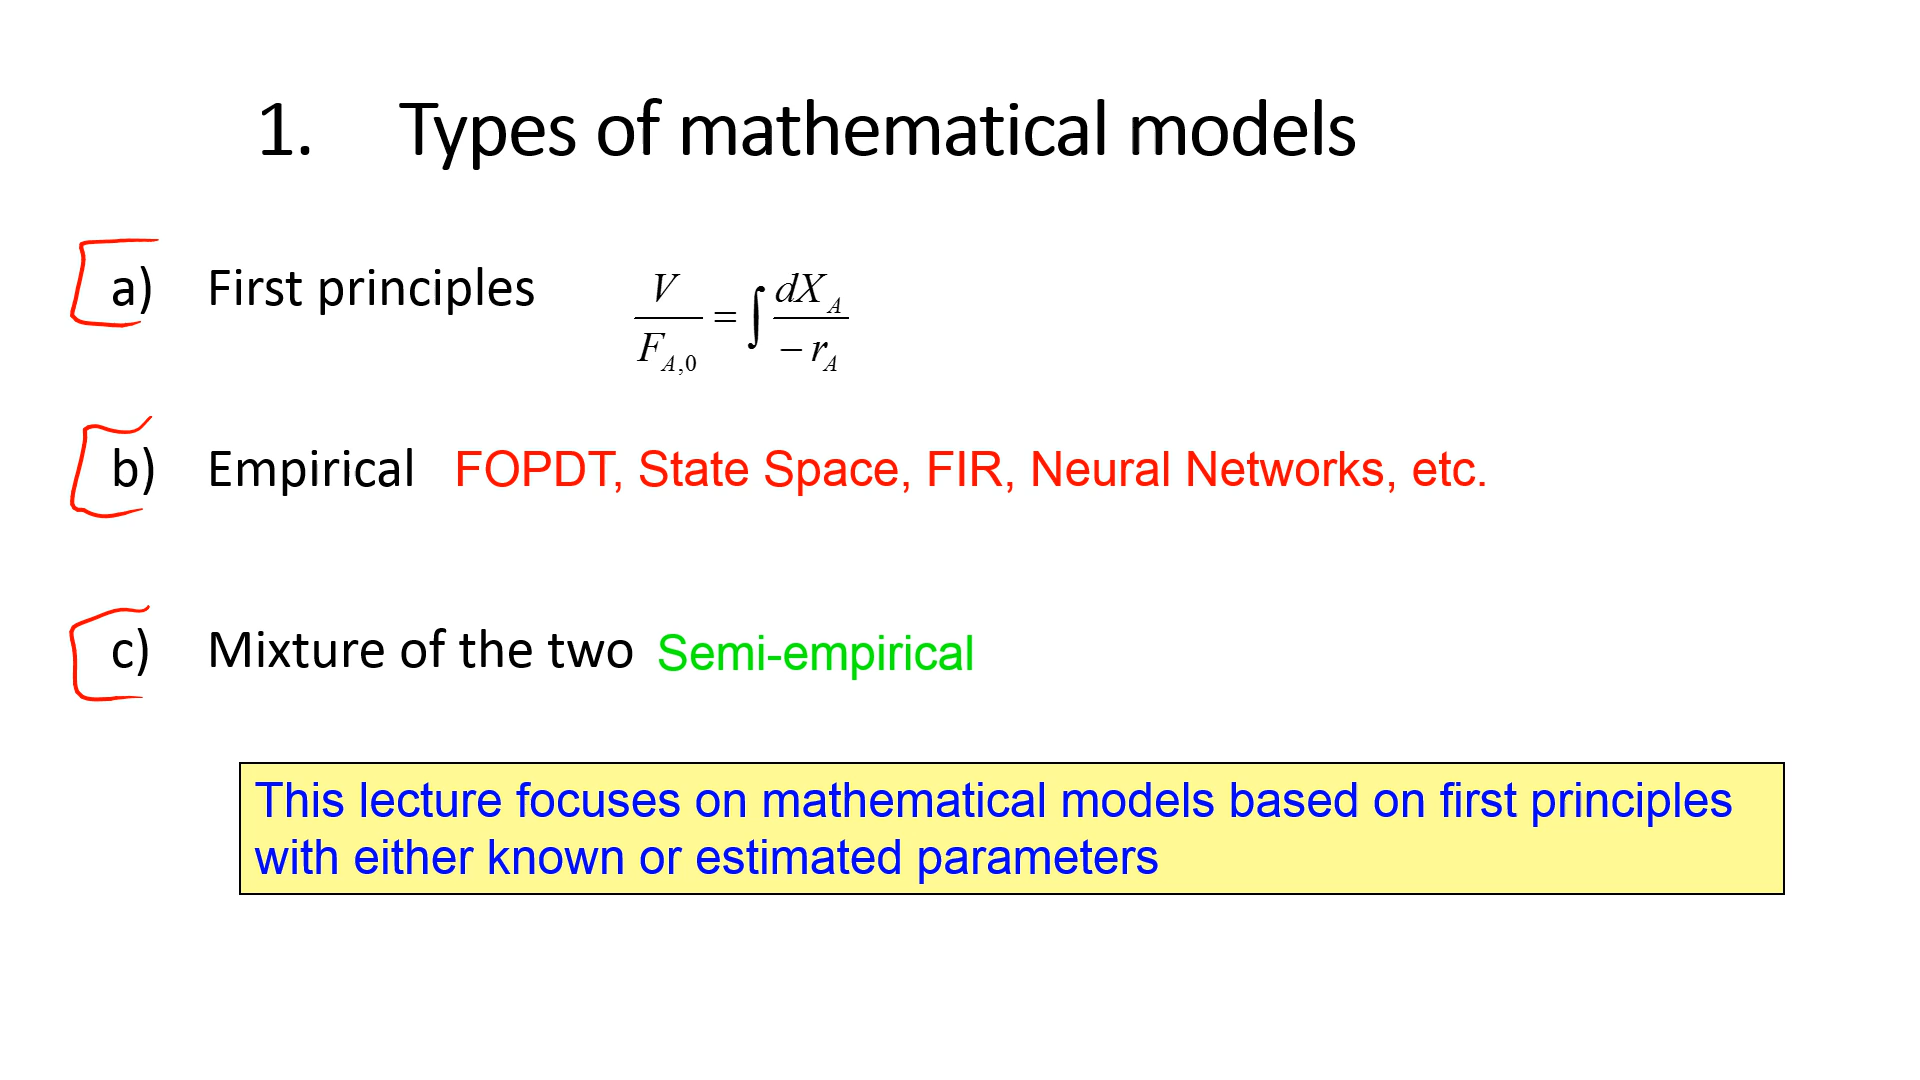 1. Types of mathematical models
a) First principles
V / F_{A,0} = ∫ dX_A / -r_A
b) Empirical FOPDT, State Space, FIR, Neural Networks, etc.
c) Mixture of the two Semi-empirical
This lecture focuses on mathematical models based on first principles
with either known or estimated parameters